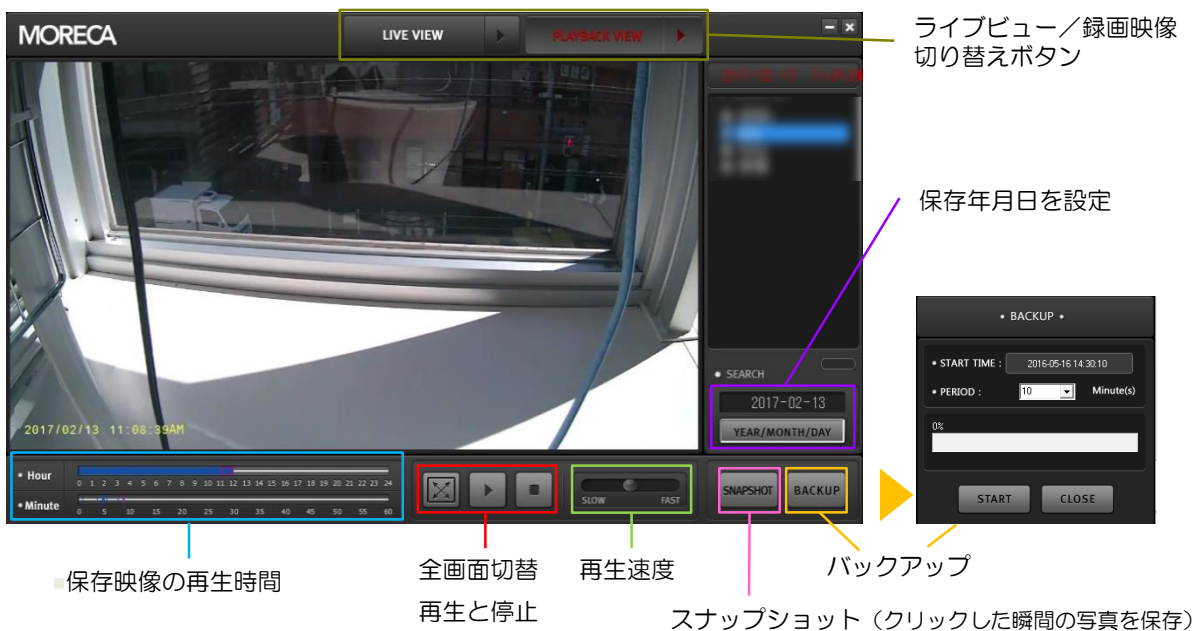 MORECA
LIVE VIEW
PLAYBACK VIEW
ライブビュー／録画映像
切り替えボタン
保存年月日を設定
2017/02/13 11:08:39AM
• SEARCH
2017-02-13
YEAR/MONTH/DAY
• BACKUP •
• START TIME : 2016-05-16 14:30:10
• PERIOD : 10 Minute(s)
0%
START CLOSE
• Hour
0 1 2 3 4 5 6 7 8 9 10 11 12 13 14 15 16 17 18 19 20 21 22 23 24
• Minute
0 5 10 15 20 25 30 35 40 45 50 55 60
SLOW FAST
SNAPSHOT BACKUP
保存映像の再生時間
全画面切替
再生と停止
再生速度
バックアップ
スナップショット（クリックした瞬間の写真を保存）